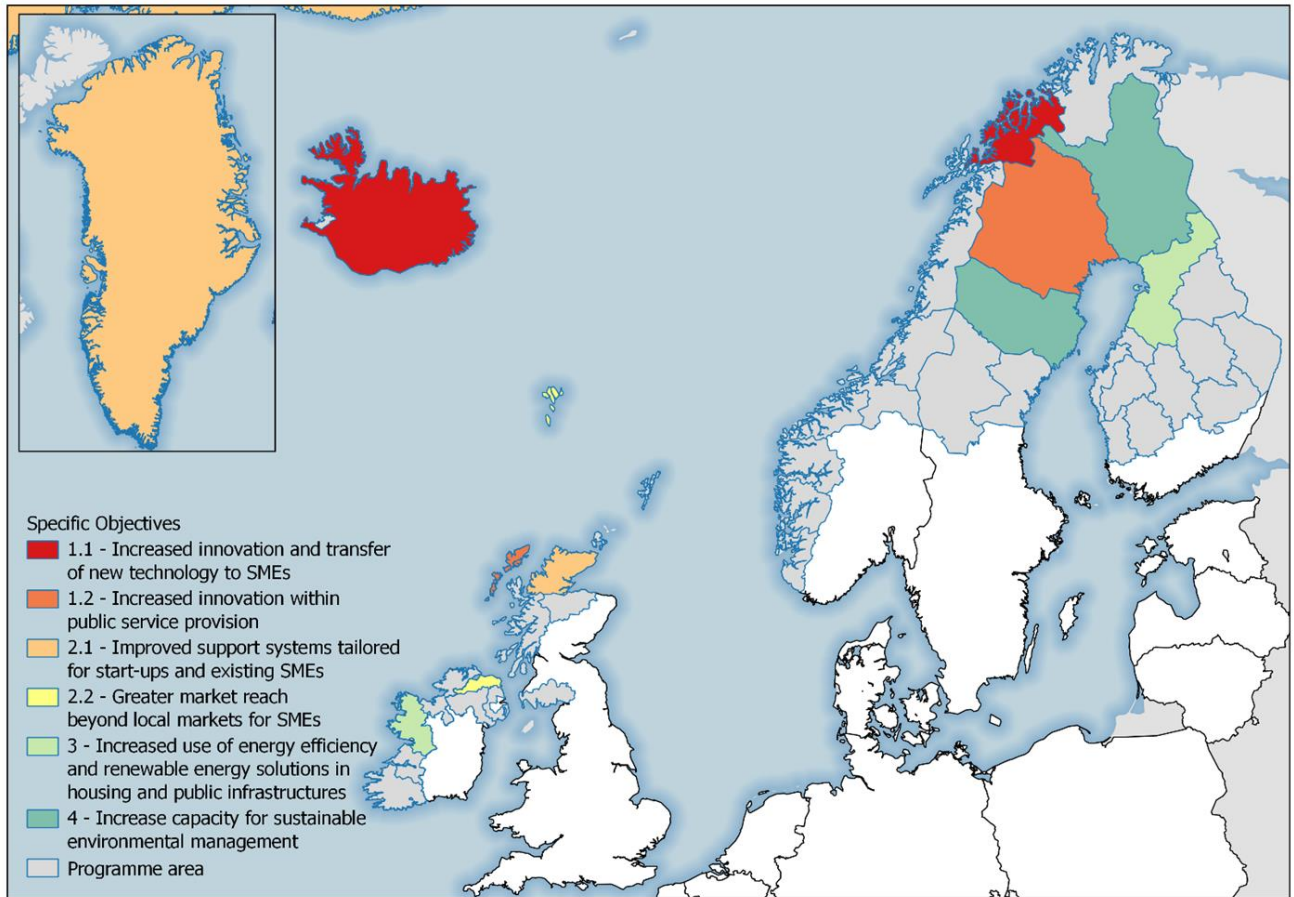 Specific Objectives
1.1 - Increased innovation and transfer
of new technology to SMEs
1.2 - Increased innovation within
public service provision
2.1 - Improved support systems tailored
for start-ups and existing SMEs
2.2 - Greater market reach
beyond local markets for SMEs
3 - Increased use of energy efficiency
and renewable energy solutions in
housing and public infrastructures
4 - Increase capacity for sustainable
environmental management
Programme area